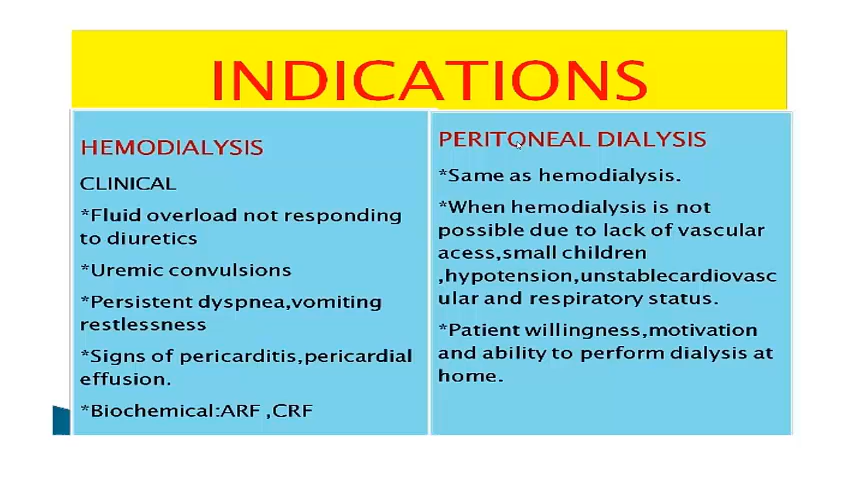 INDICATIONS
HEMODIALYSIS
CLINICAL
*Fluid overload not responding
to diuretics
*Uremic convulsions
*Persistent dyspnea,vomiting
restlessness
*Signs of pericarditis,pericardial
effusion.
*Biochemical:ARF ,CRF
PERITONEAL DIALYSIS
*Same as hemodialysis.
*When hemodialysis is not
possible due to lack of vascular
acess,small children
,hypotension,unstablecardiovasc
ular and respiratory status.
*Patient willingness,motivation
and ability to perform dialysis at
home.